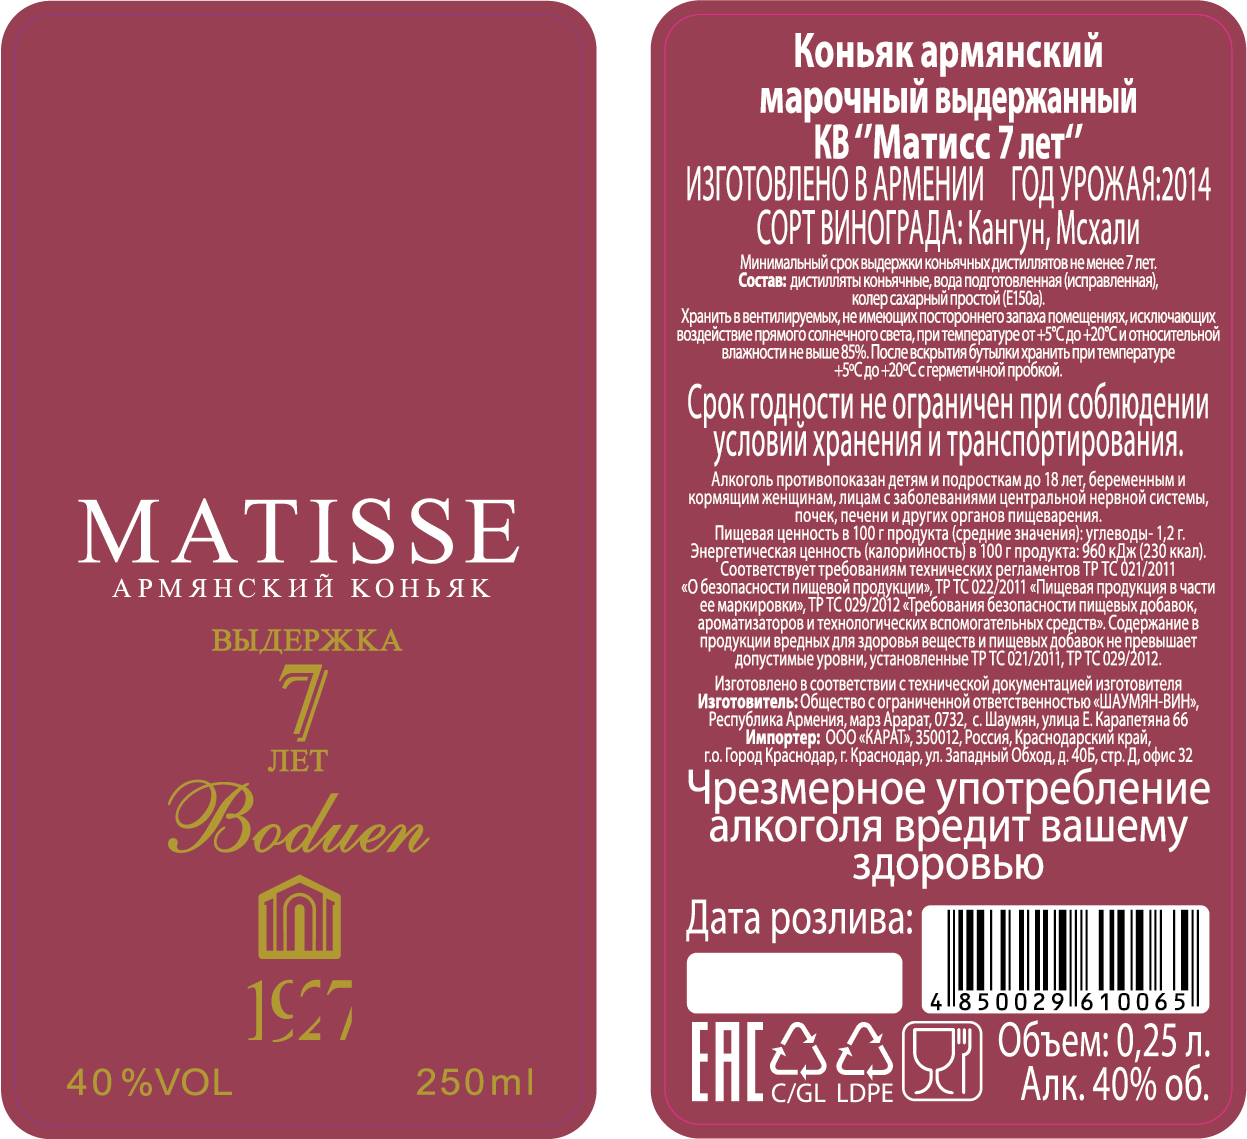 MATISSE
АРМЯНСКИЙ КОНЬЯК
ВЫДЕРЖКА
7
ЛЕТ
Boduen
1927
40 %VOL
250ml
Коньяк армянский
марочный выдержанный
КВ “Матисс 7 лет“
ИЗГОТОВЛЕНО В АРМЕНИИ ГОД УРОЖАЯ:2014
СОРТ ВИНОГРАДА: Кангун, Мсхали
Минимальный срок выдержки коньячных дистиллятов не менее 7 лет.
Состав: дистилляты коньячные, вода подготовленная (исправленная),
колер сахарный простой (Е150а).
Хранить в вентилируемых, не имеющих постороннего запаха помещениях, исключающих
воздействие прямого солнечного света, при температуре от +5°C до +20°C и относительной
влажности не выше 85%. После вскрытия бутылки хранить при температуре
+5ºC до +20ºC с герметичной пробкой.
Срок годности не ограничен при соблюдении
условий хранения и транспортирования.
Алкоголь противопоказан детям и подросткам до 18 лет, беременным и
кормящим женщинам, лицам с заболеваниями центральной нервной системы,
почек, печени и других органов пищеварения.
Пищевая ценность в 100 г продукта (средние значения): углеводы- 1,2 г.
Энергетическая ценность (калорийность) в 100 г продукта: 960 кДж (230 ккал).
Соответствует требованиям технических регламентов ТР ТС 021/2011
«О безопасности пищевой продукции», ТР ТС 022/2011 «Пищевая продукция в части
ее маркировки», ТР ТС 029/2012 «Требования безопасности пищевых добавок,
ароматизаторов и технологических вспомогательных средств». Содержание в
продукции вредных для здоровья веществ и пищевых добавок не превышает
допустимые уровни, установленные ТР ТС 021/2011, ТР ТС 029/2012.
Изготовлено в соответствии с технической документацией изготовителя
Изготовитель: Общество с ограниченной ответственностью «ШАУМЯН-ВИН»,
Республика Армения, марз Арарат, 0732, с. Шаумян, улица Е. Карапетяна 66
Импортер: ООО «КАРАТ», 350012, Россия, Краснодарский край,
г.о. Город Краснодар, г. Краснодар, ул. Западный Обход, д. 40Б, стр. Д, офис 32
Чрезмерное употребление
алкоголя вредит вашему
здоровью
Дата розлива:
4 850029 610065
EAC
C/GL
LDPE
Объем: 0,25 л.
Алк. 40% об.